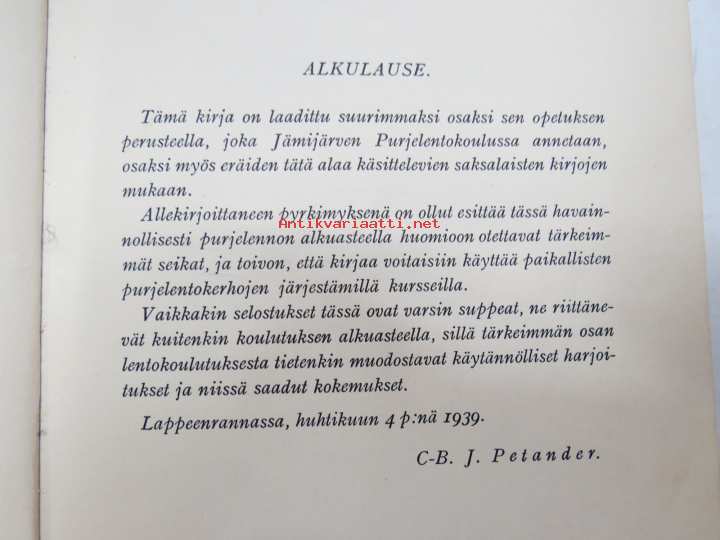 ALKULAUSE.
Tämä kirja on laadittu suurimmaksi osaksi sen opetuksen
perusteella, joka Jämijärven Purjelentokoulussa annetaan,
osaksi myös eräiden tätä alaa käsittelevien saksalaisten kirjojen
mukaan.
Allekirjoittaneen pyrkimyksenä on ollut esittää tässä havain-
Antikvariaatti.net
nollisesti purjelennon alkuasteella huomioon otettavat tärkeim-
mät seikat, ja toivon, että kirjaa voitaisiin käyttää paikallisten
purjelentokerhojen järjestämillä kursseilla.
Vaikkakin selostukset tässä ovat varsin suppeat, ne riittäne-
vät kuitenkin koulutuksen alkuasteella, sillä tärkeimmän osan
lentokoulutuksesta tietenkin muodostavat käytännölliset harjoi-
tukset ja niissä saadut kokemukset.
Lappeenrannassa, huhtikuun 4 p:nä 1939.
C-B. J. Petander.